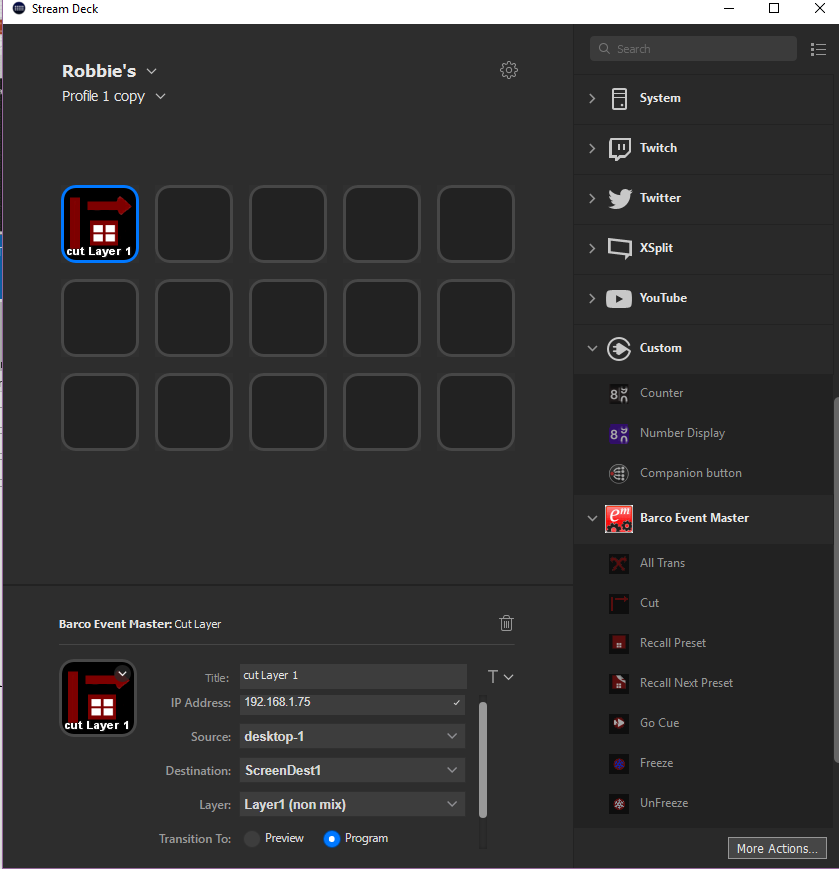 Stream Deck
Robbie's
Profile 1 copy
cut Layer 1
Barco Event Master: Cut Layer
cut Layer 1
Title: cut Layer 1
T
IP Address: 192.168.1.75
Source: desktop-1
Destination: ScreenDest1
Layer: Layer1 (non mix)
Transition To: Preview Program
Search
System
Twitch
Twitter
XSplit
YouTube
Custom
Counter
Number Display
Companion button
em
Barco Event Master
All Trans
Cut
Recall Preset
Recall Next Preset
Go Cue
Freeze
UnFreeze
More Actions...